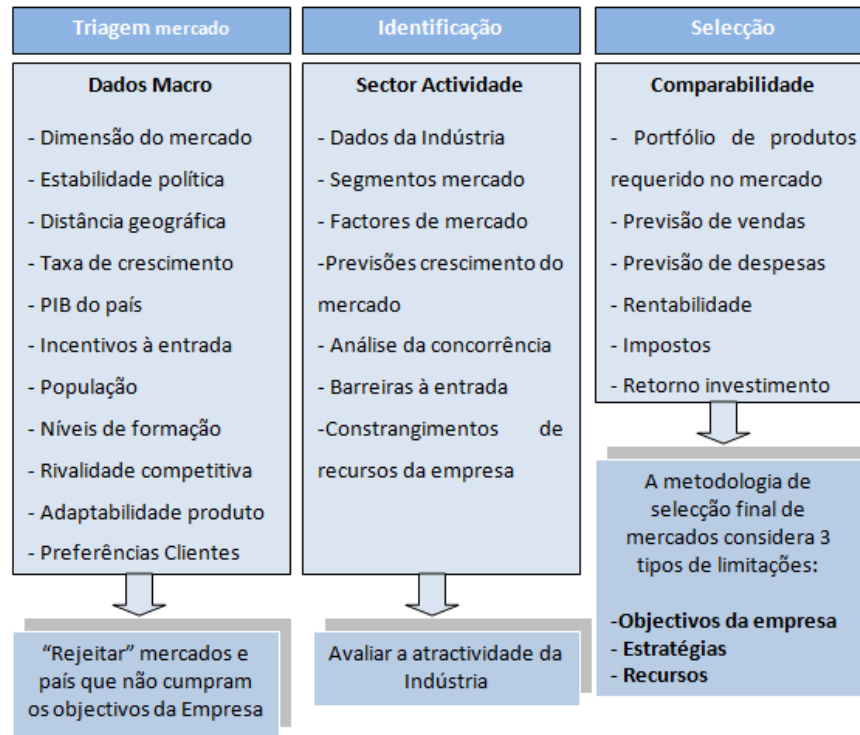 Triagem mercado
Dados Macro
- Dimensão do mercado
- Estabilidade política
- Distância geográfica
- Taxa de crescimento
- PIB do país
- Incentivos à entrada
- População
- Níveis de formação
- Rivalidade competitiva
- Adaptabilidade produto
- Preferências Clientes
“Rejeitar” mercados e
país que não cumpram
os objectivos da Empresa
Identificação
Sector Actividade
- Dados da Indústria
- Segmentos mercado
- Factores de mercado
-Previsões crescimento do
mercado
- Análise da concorrência
- Barreiras à entrada
-Constrangimentos de
recursos da empresa
Avaliar a atractividade da
Indústria
Selecção
Comparabilidade
- Portfólio de produtos
requerido no mercado
- Previsão de vendas
- Previsão de despesas
- Rentabilidade
- Impostos
- Retorno investimento
A metodologia de
selecção final de
mercados considera 3
tipos de limitações:
-Objectivos da empresa
- Estratégias
- Recursos